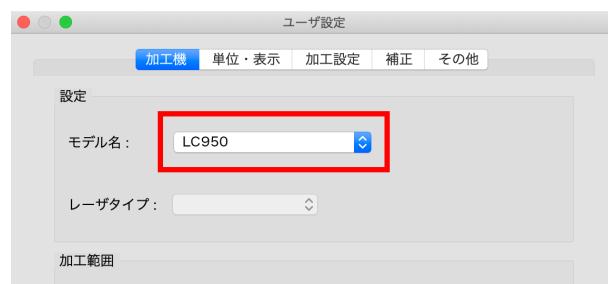 ユーザ設定
加工機 単位・表示 加工設定 補正 その他
設定
モデル名： LC950
レーザタイプ：
加工範囲